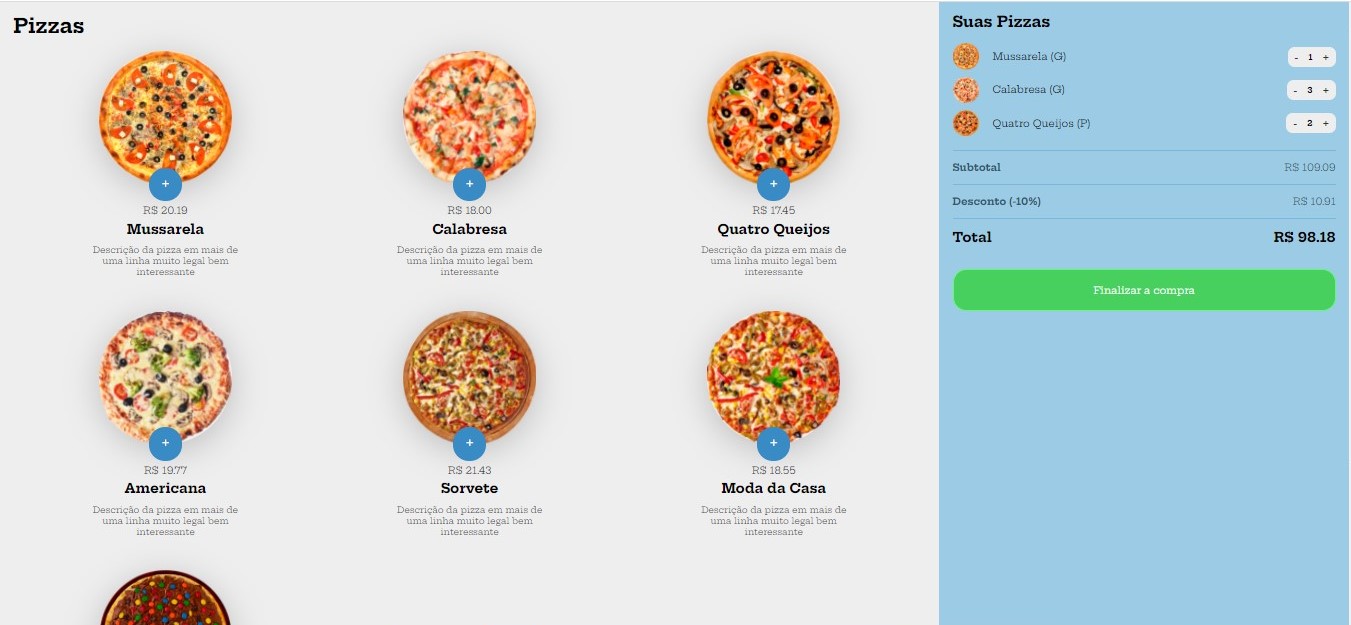 Pizzas
+
R$ 20.19
Mussarela
Descrição da pizza em mais de
uma linha muito legal bem
interessante
+
R$ 18.00
Calabresa
Descrição da pizza em mais de
uma linha muito legal bem
interessante
+
R$ 17.45
Quatro Queijos
Descrição da pizza em mais de
uma linha muito legal bem
interessante
+
R$ 19.77
Americana
Descrição da pizza em mais de
uma linha muito legal bem
interessante
+
R$ 21.43
Sorvete
Descrição da pizza em mais de
uma linha muito legal bem
interessante
+
R$ 18.55
Moda da Casa
Descrição da pizza em mais de
uma linha muito legal bem
interessante
Suas Pizzas
Mussarela (G) - 1 +
Calabresa (G) - 3 +
Quatro Queijos (P) - 2 +
Subtotal R$ 109.09
Desconto (-10%) R$ 10.91
Total R$ 98.18
Finalizar a compra